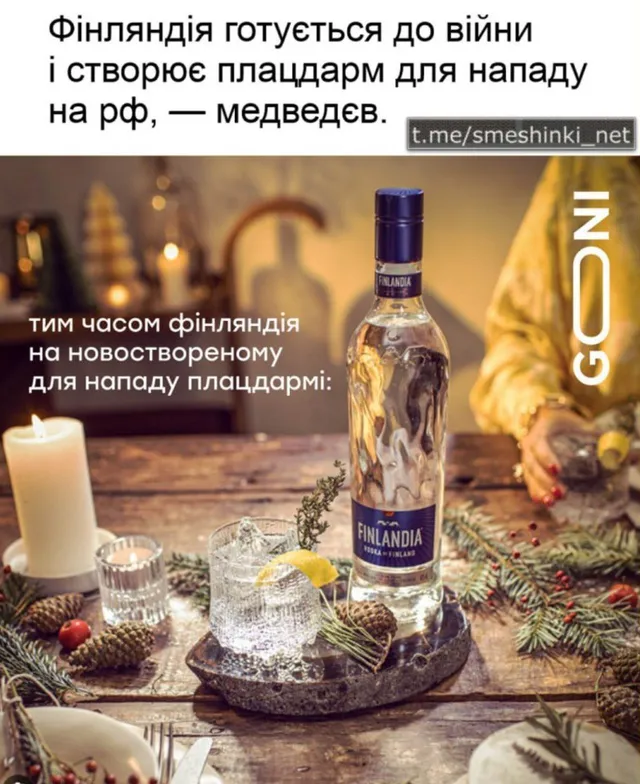 Фінляндія готується до війни
і створює плацдарм для нападу
на рф, — медведєв.
t.me/smeshinki_net
GONI
FINLANDIA
тим часом фінляндія
на новоствореному
для нападу плацдармі:
FINLANDIA
VODKA OF FINLAND